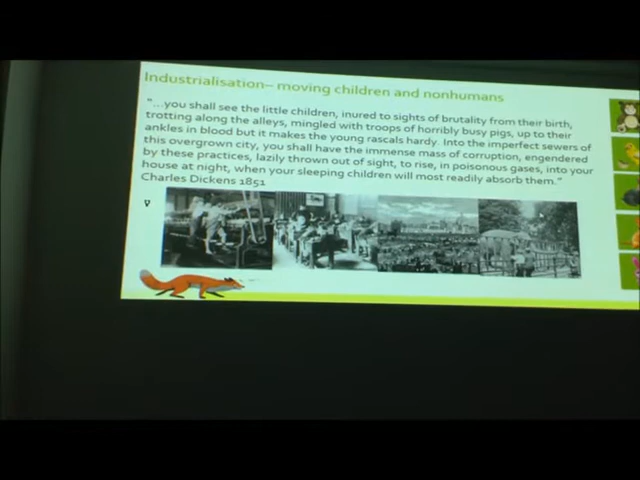 Industrialisation– moving children and nonhumans
"…you shall see the little children, inured to sights of brutality from their birth,
trotting along the alleys, mingled with troops of horribly busy pigs, up to their
ankles in blood but it makes the young rascals hardy. Into the imperfect sewers of
this overgrown city, you shall have the immense mass of corruption, engendered
by these practices, lazily thrown out of sight, to rise, in poisonous gases, into your
house at night, when your sleeping children will most readily absorb them."
Charles Dickens 1851